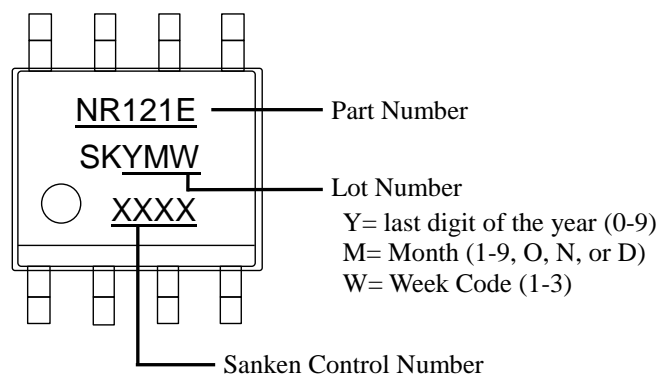 NR121E
Part Number
SKYMW
Lot Number
XXXX
Y= last digit of the year (0-9)
M= Month (1-9, O, N, or D)
W= Week Code (1-3)
Sanken Control Number